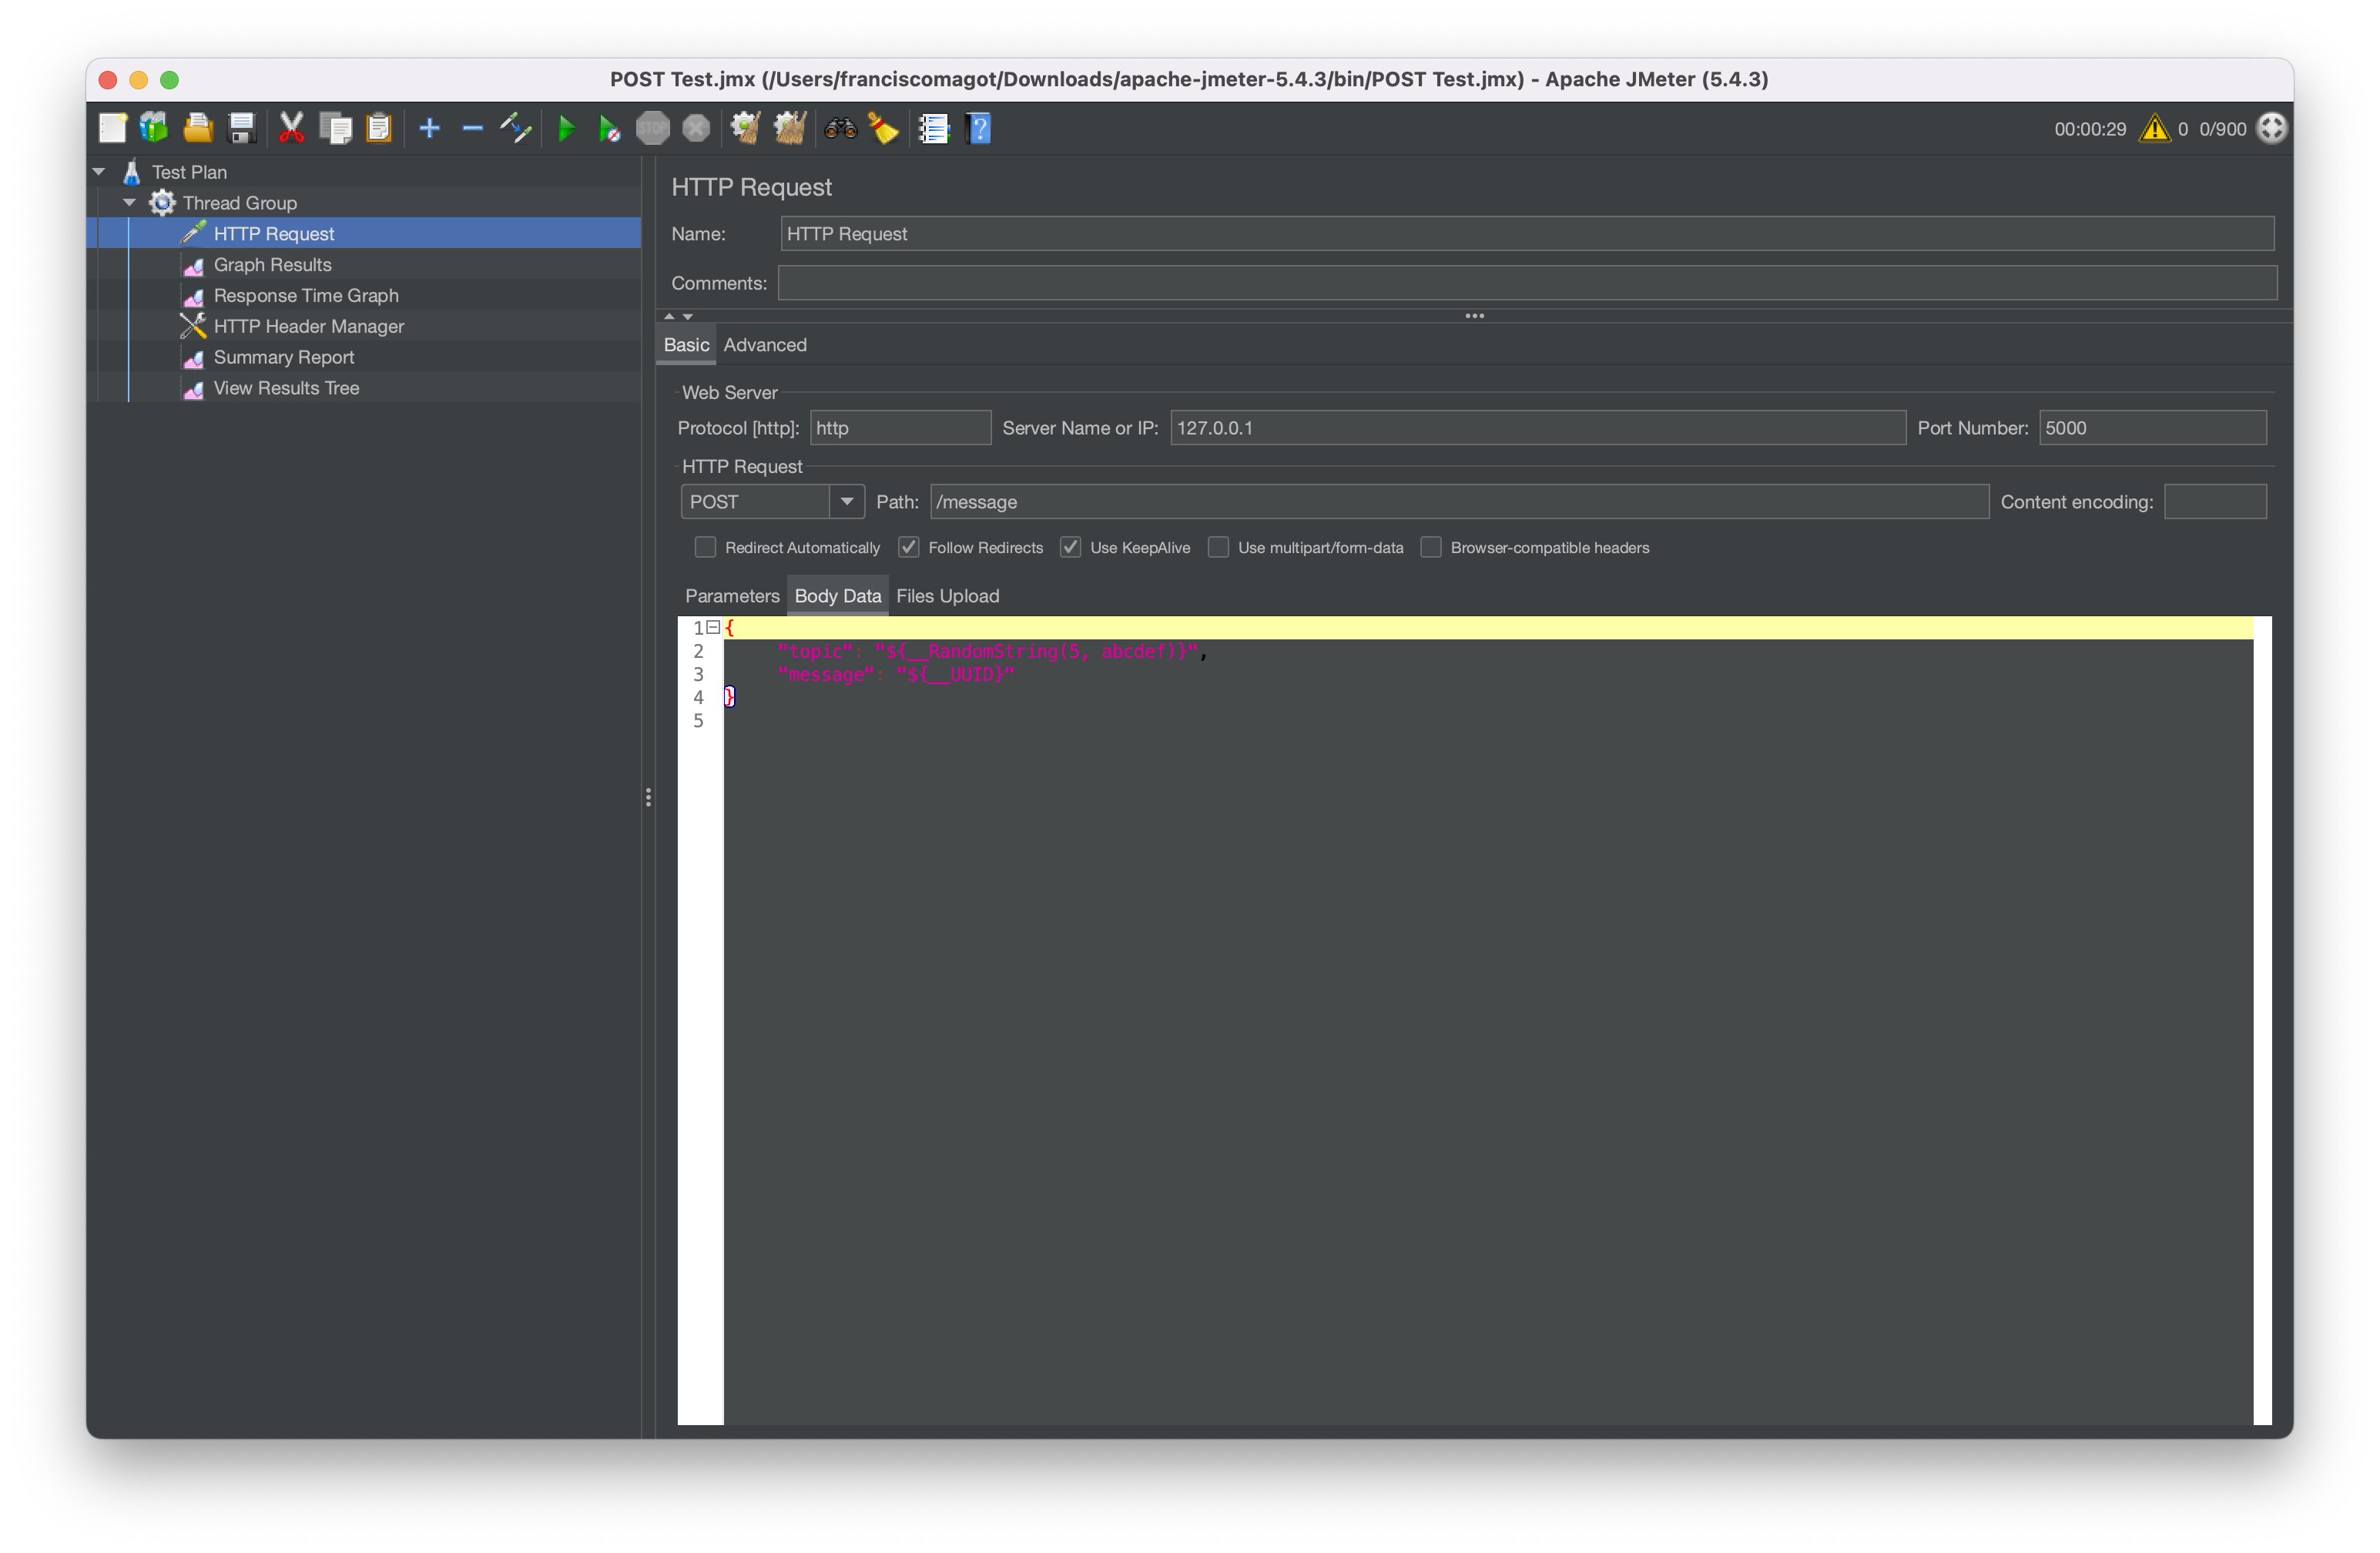 POST Test.jmx (/Users/franciscomagot/Downloads/apache-jmeter-5.4.3/bin/POST Test.jmx) - Apache JMeter (5.4.3)
STOP
?
00:00:29 0 0/900
Test Plan
Thread Group
HTTP Request
Graph Results
Response Time Graph
HTTP Header Manager
Summary Report
View Results Tree
HTTP Request
Name: HTTP Request
Comments:
Basic Advanced
Web Server
Protocol [http]: http Server Name or IP: 127.0.0.1 Port Number: 5000
HTTP Request
POST Path: /message Content encoding:
Redirect Automatically Follow Redirects Use KeepAlive Use multipart/form-data Browser-compatible headers
Parameters Body Data Files Upload
1 {
2 "topic": "${__RandomString(5, abcdef)}",
3 "message": "${__UUID}"
4 }
5